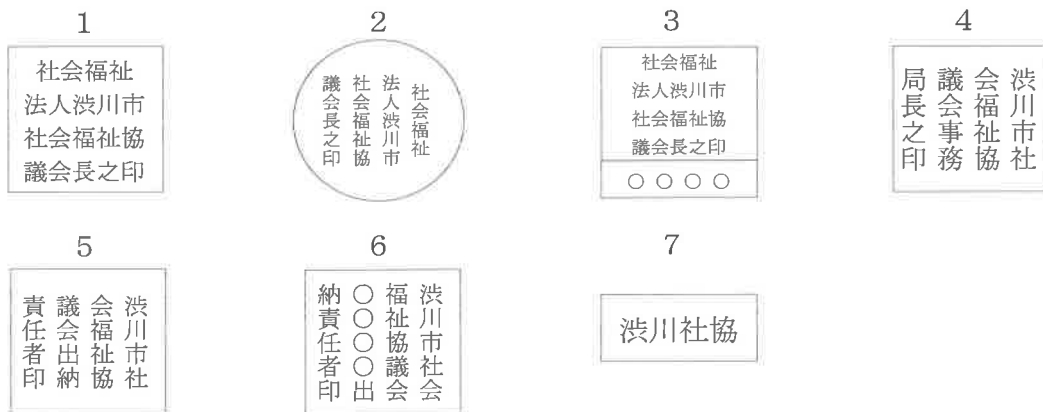 1
社会福祉
法人渋川市
社会福祉協
議会長之印
2
社会福祉
法人渋川市
社会福祉協
議会長之印
3
社会福祉
法人渋川市
社会福祉協
議会長之印
○○○○
4
渋川市社
会福祉協
議会事務
局長之印
5
渋川市社
会福祉協
議会出納
責任者印
6
渋川市社会
福祉協議会
○○○○出
納責任者印
7
渋川社協